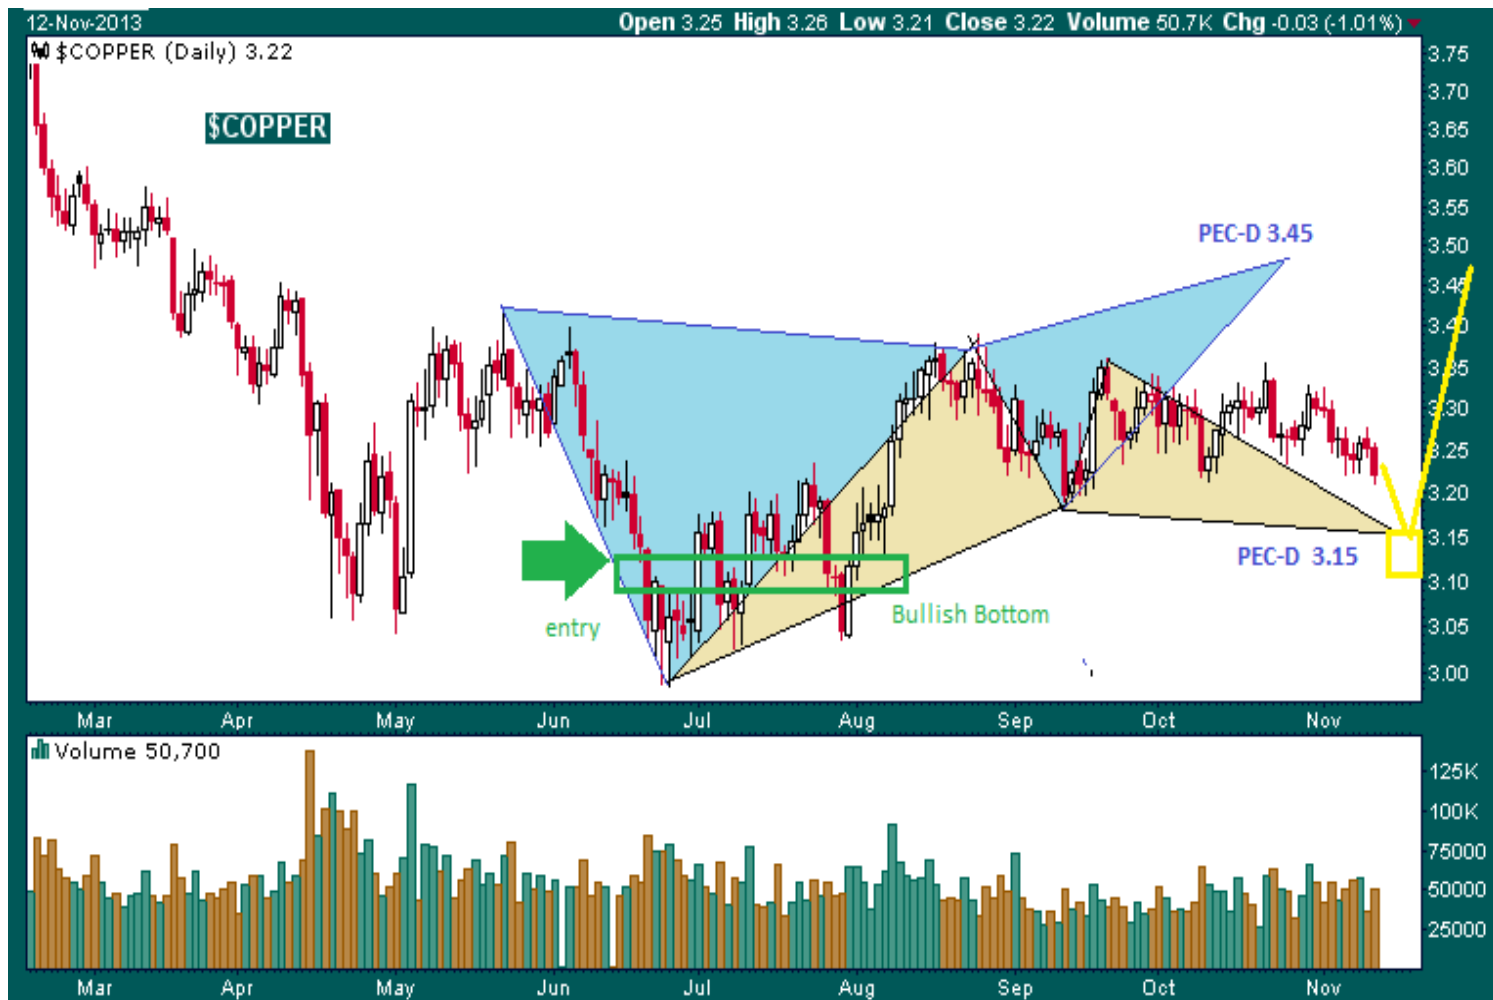 12-Nov-2013 Open 3.25 High 3.26 Low 3.21 Close 3.22 Volume 50.7K Chg -0.03 (-1.01%)
$COPPER (Daily) 3.22
$COPPER
3.75
3.70
3.65
3.60
3.55
3.50
3.45
3.40
3.35
3.30
3.25
3.20
3.15
3.10
3.05
3.00
PEC-D 3.45
PEC-D 3.15
entry
Bullish Bottom
Mar Apr May Jun Jul Aug Sep Oct Nov
Volume 50,700
125K
100K
75000
50000
25000
Mar Apr May Jun Jul Aug Sep Oct Nov